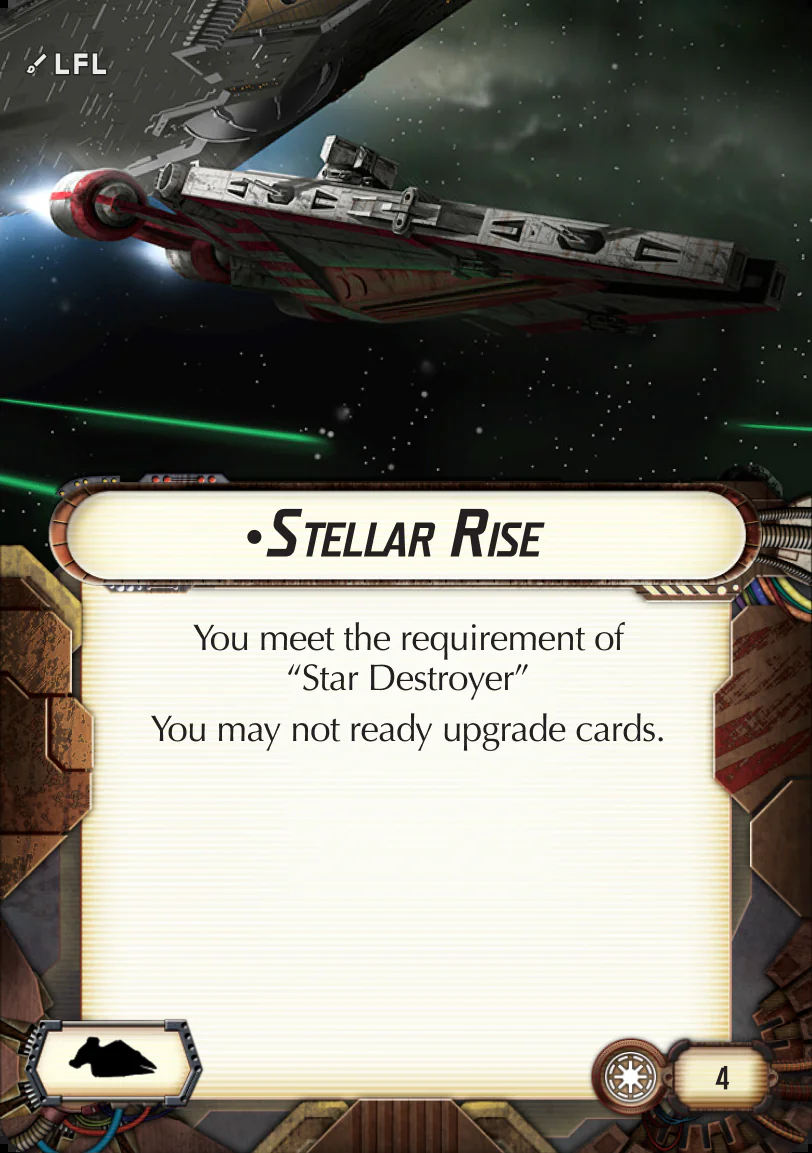 LFL
•Stellar Rise
You meet the requirement of
“Star Destroyer”
You may not ready upgrade cards.
4